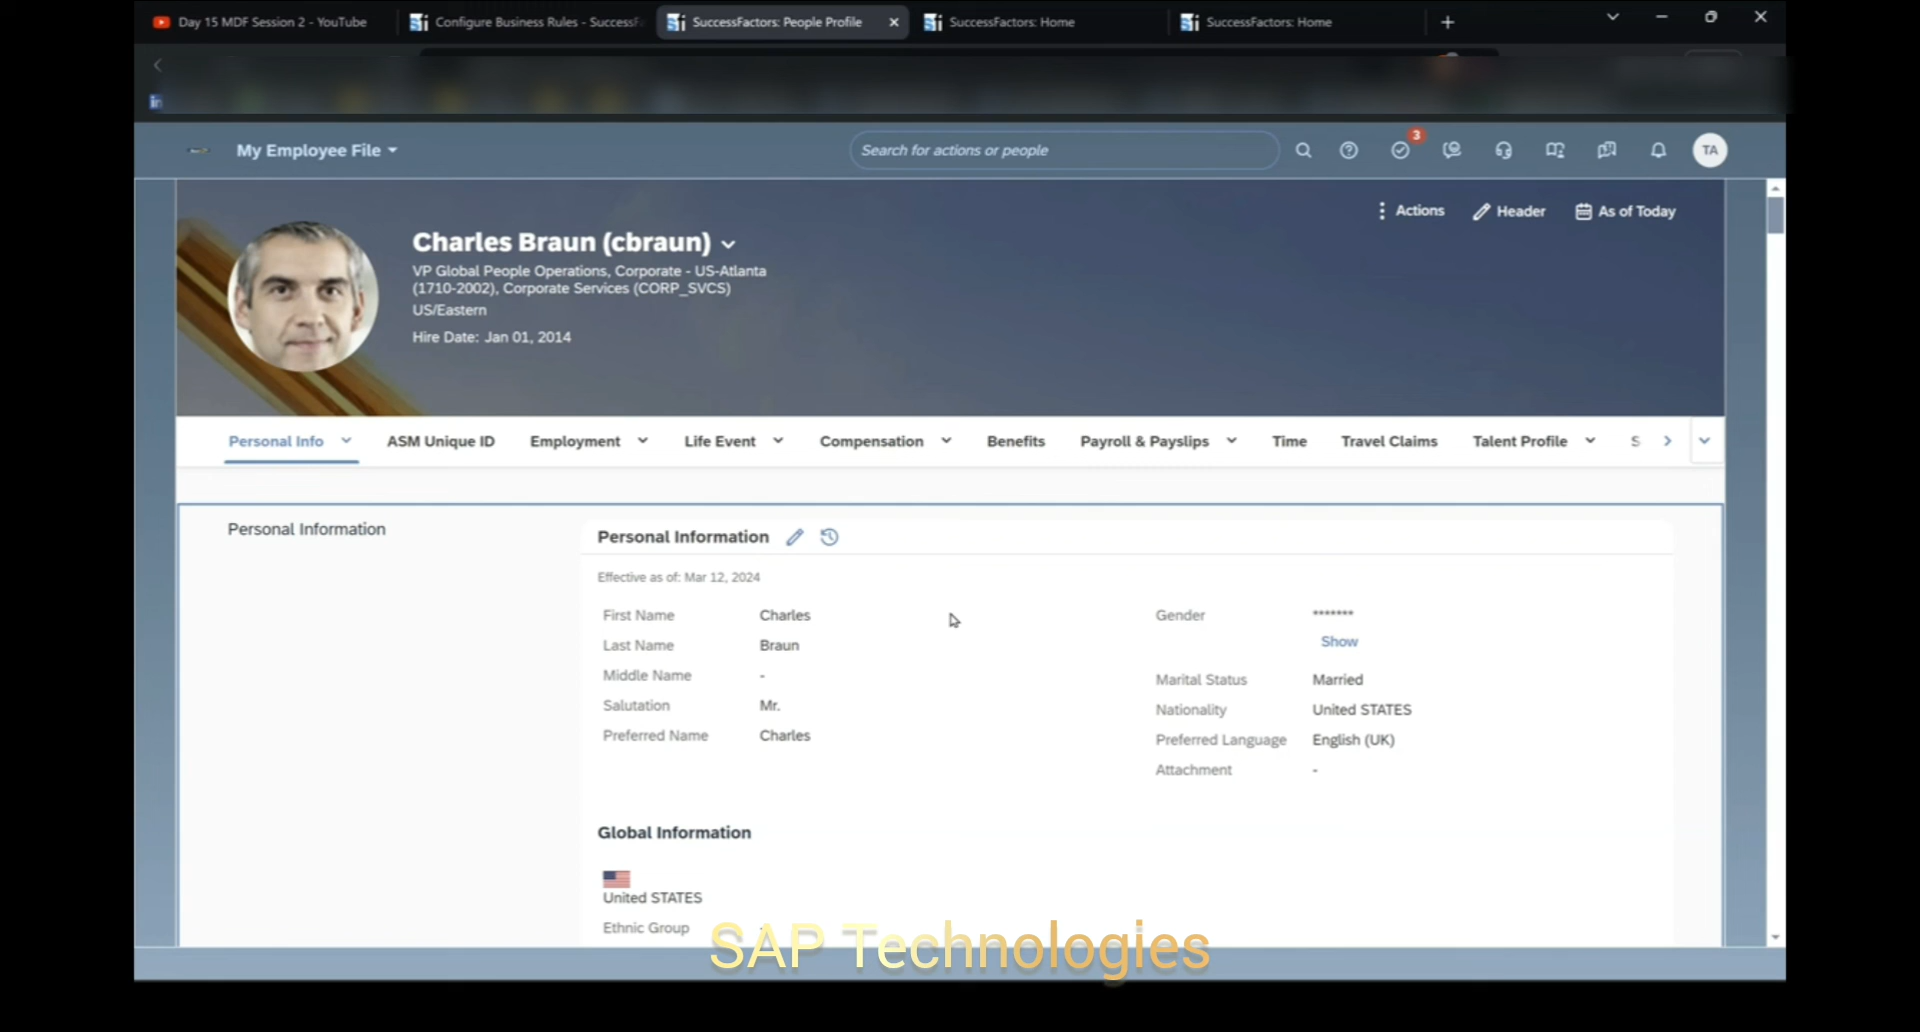 Day 15 MDF Session 2 - YouTube
Configure Business Rules - SuccessF
SuccessFactors: People Profile
SuccessFactors: Home
SuccessFactors: Home
My Employee File
Search for actions or people
3
TA
Actions
Header
As of Today
Charles Braun (cbraun)
VP Global People Operations, Corporate - US-Atlanta
(1710-2002), Corporate Services (CORP_SVCS)
US/Eastern
Hire Date: Jan 01, 2014
Personal Info ASM Unique ID Employment Life Event Compensation Benefits Payroll & Payslips Time Travel Claims Talent Profile S
Personal Information
Personal Information
Effective as of: Mar 12, 2024
First Name Charles
Last Name Braun
Middle Name -
Salutation Mr.
Preferred Name Charles
Gender *******
Show
Marital Status Married
Nationality United STATES
Preferred Language English (UK)
Attachment -
Global Information
United STATES
Ethnic Group
SAP Technologies